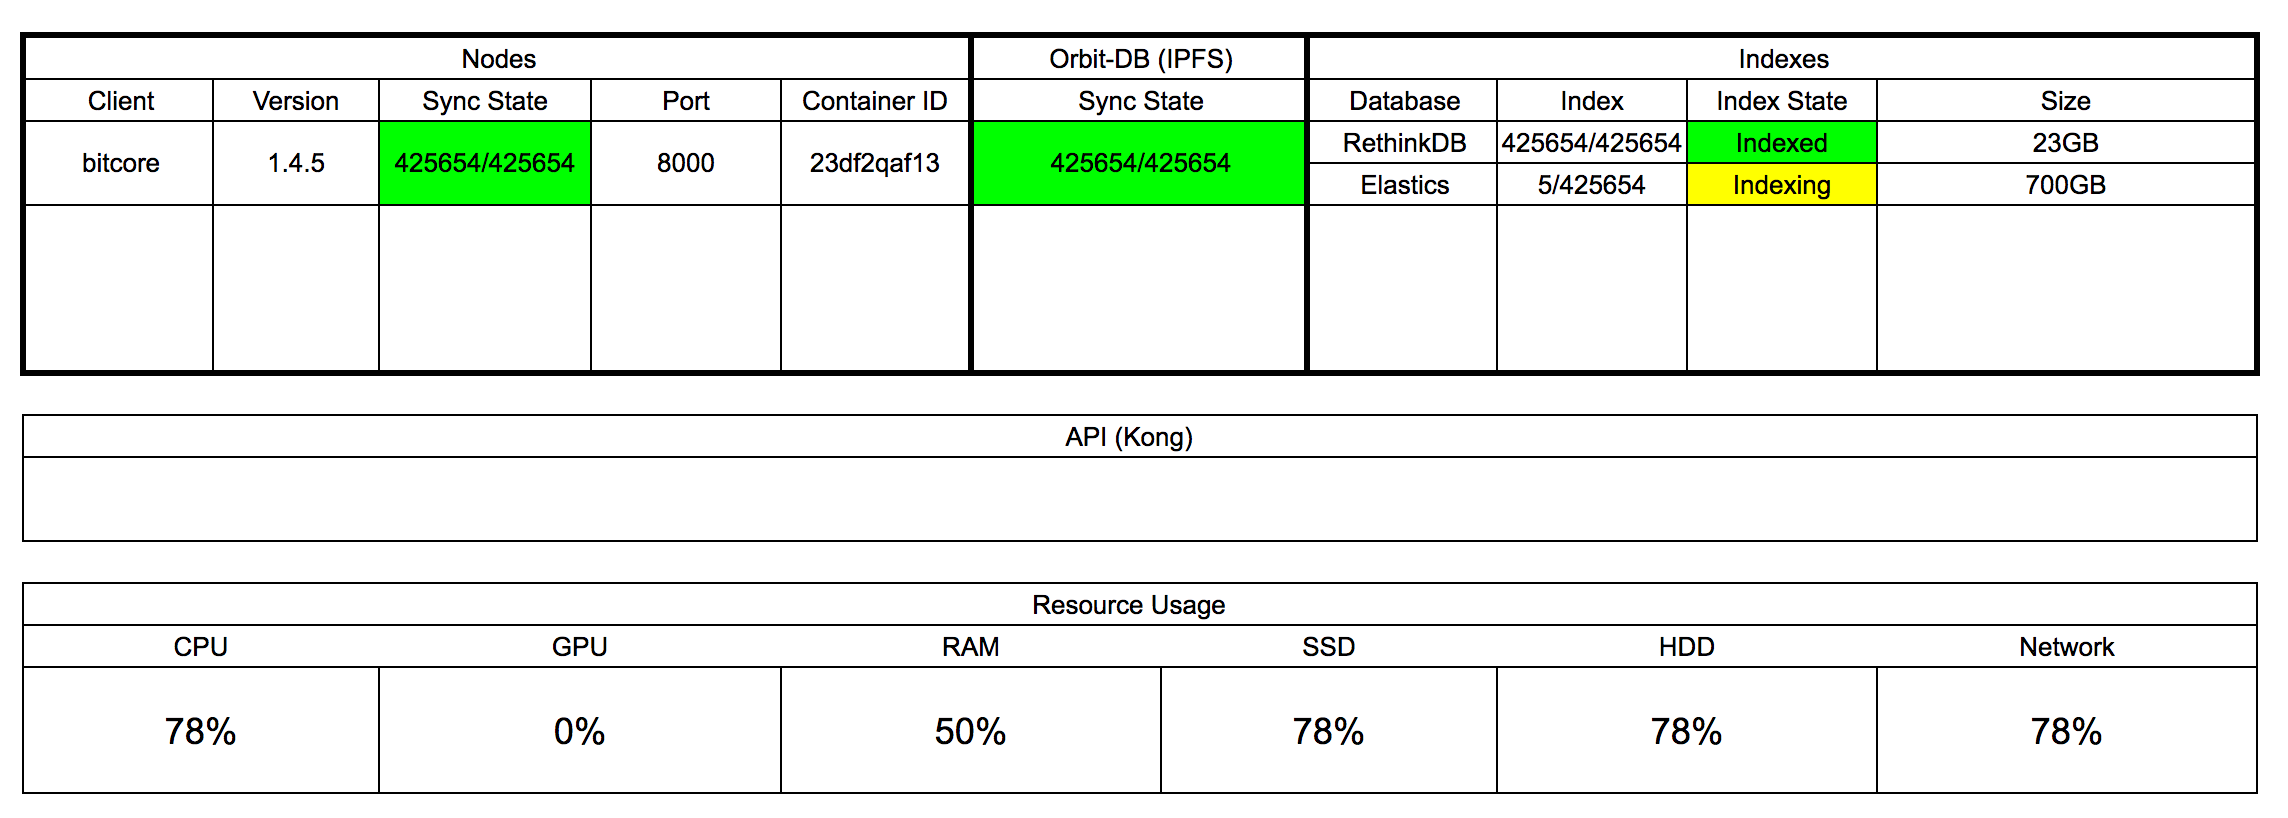 Nodes Orbit-DB (IPFS) Indexes
Client Version Sync State Port Container ID Sync State Database Index Index State Size
bitcore 1.4.5 425654/425654 8000 23df2qaf13 425654/425654 RethinkDB 425654/425654 Indexed 23GB
Elastics 5/425654 Indexing 700GB
API (Kong)
Resource Usage
CPU GPU RAM SSD HDD Network
78% 0% 50% 78% 78% 78%